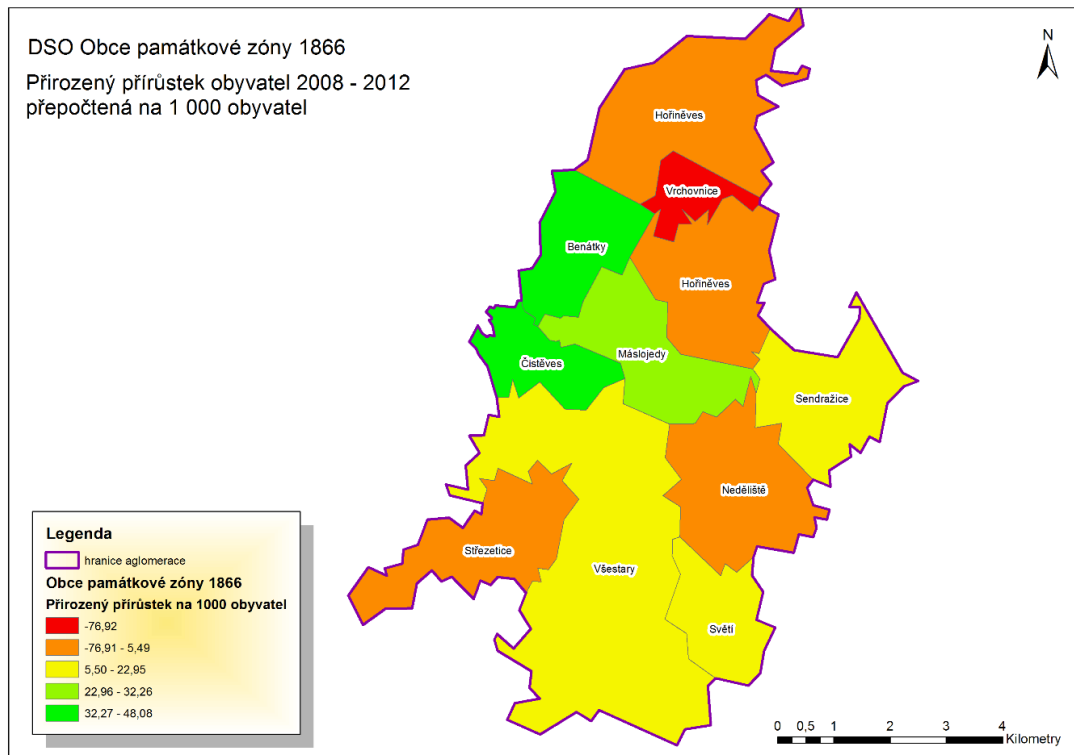 DSO Obce památkové zóny 1866
Přirozený přírůstek obyvatel 2008 - 2012
přepočtená na 1 000 obyvatel
N
Hořiněves
Vrchovnice
Benátky
Hořiněves
Máslojedy
Čistěves
Sendražice
Neděliště
Střezetice
Všestary
Světí
Legenda
hranice aglomerace
Obce památkové zóny 1866
Přirozený přírůstek na 1000 obyvatel
-76,92
-76,91 - 5,49
5,50 - 22,95
22,96 - 32,26
32,27 - 48,08
0 0,5 1 2 3 4
Kilometry